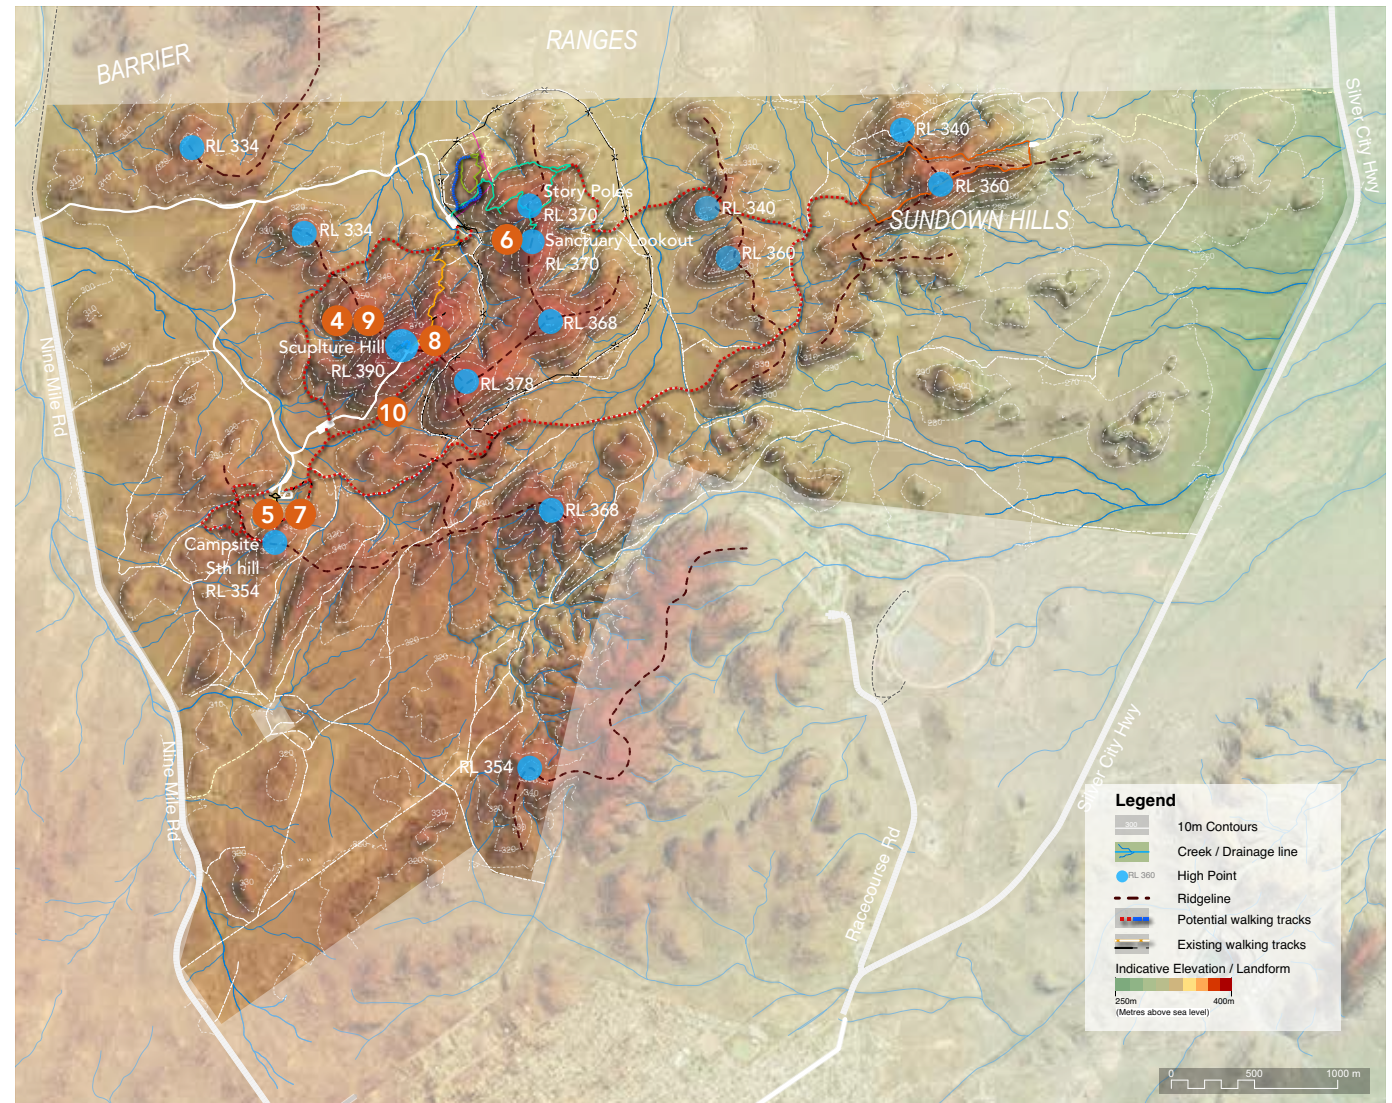 RANGES
BARRIER
Silver City Hwy
RL 334
RL 340
RL 360
Story Poles
RL 370
RL 340
SUNDOWN HILLS
RL 334
6
Sanctuary Lookout
RL 370
RL 360
4
9
RL 368
8
Scuplture Hill
RL 390
RL 378
Nine Mile Rd
10
5
7
RL 368
Campsite
Sth hill
RL 354
Nine Mile Rd
RL 354
Silver City Hwy
Racecourse Rd
Legend
300
10m Contours
Creek / Drainage line
RL 360
High Point
Ridgeline
Potential walking tracks
Existing walking tracks
Indicative Elevation / Landform
250m
400m
(Metres above sea level)
0
500
1000 m